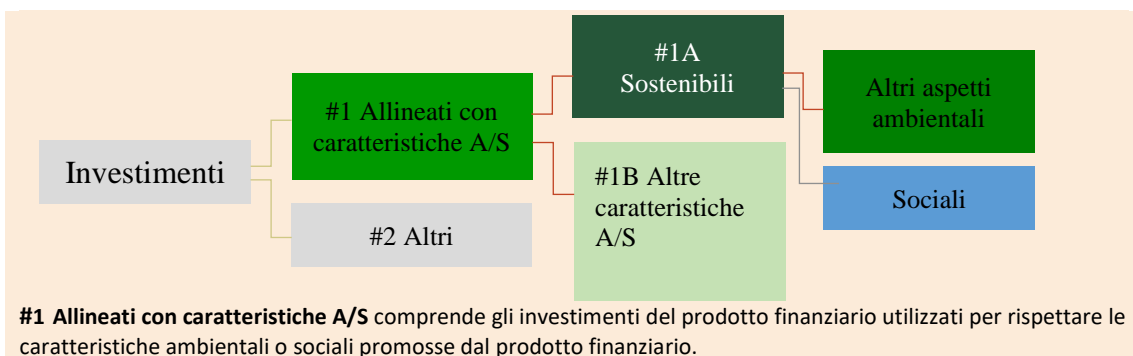 Investimenti
#1 Allineati con
caratteristiche A/S
#2 Altri
#1A
Sostenibili
#1B Altre
caratteristiche
A/S
Altri aspetti
ambientali
Sociali
#1 Allineati con caratteristiche A/S comprende gli investimenti del prodotto finanziario utilizzati per rispettare le
caratteristiche ambientali o sociali promosse dal prodotto finanziario.